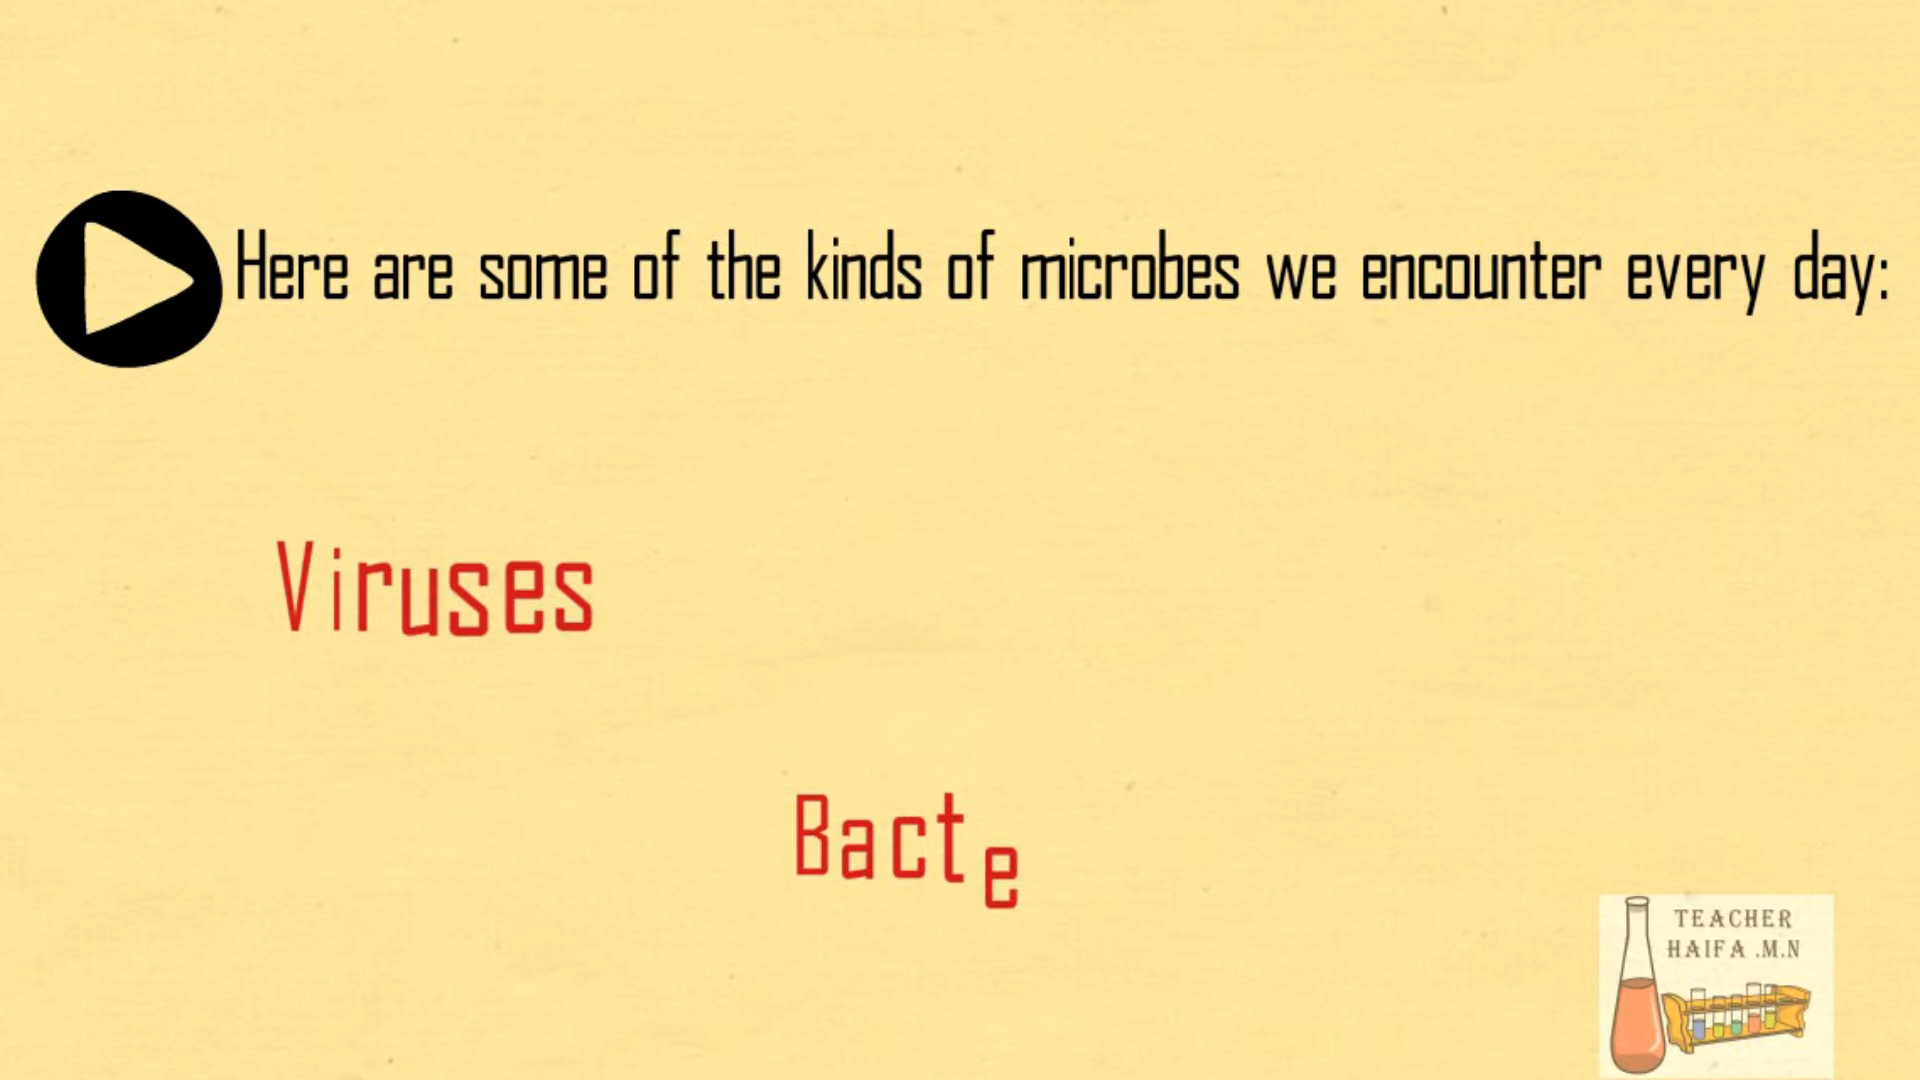 Here are some of the kinds of microbes we encounter every day:
Viruses
Bacte
TEACHER
HAIFA .M.N